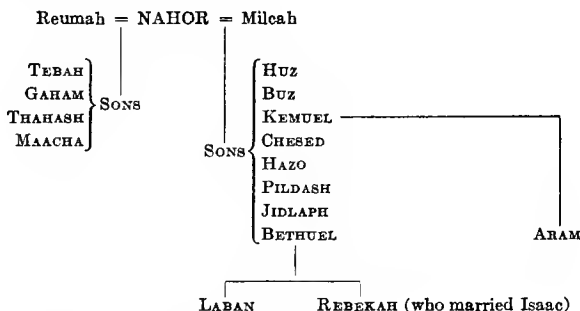 Reumah = NAHOR = Milcah
TEBAH
GAHAM
THAHASH
MAACHA
SONS
HUZ
BUZ
KEMUEL
CHESED
HAZO
PILDASH
JIDLAPH
BETHUEL
SONS
ARAM
LABAN REBEKAH (who married Isaac)